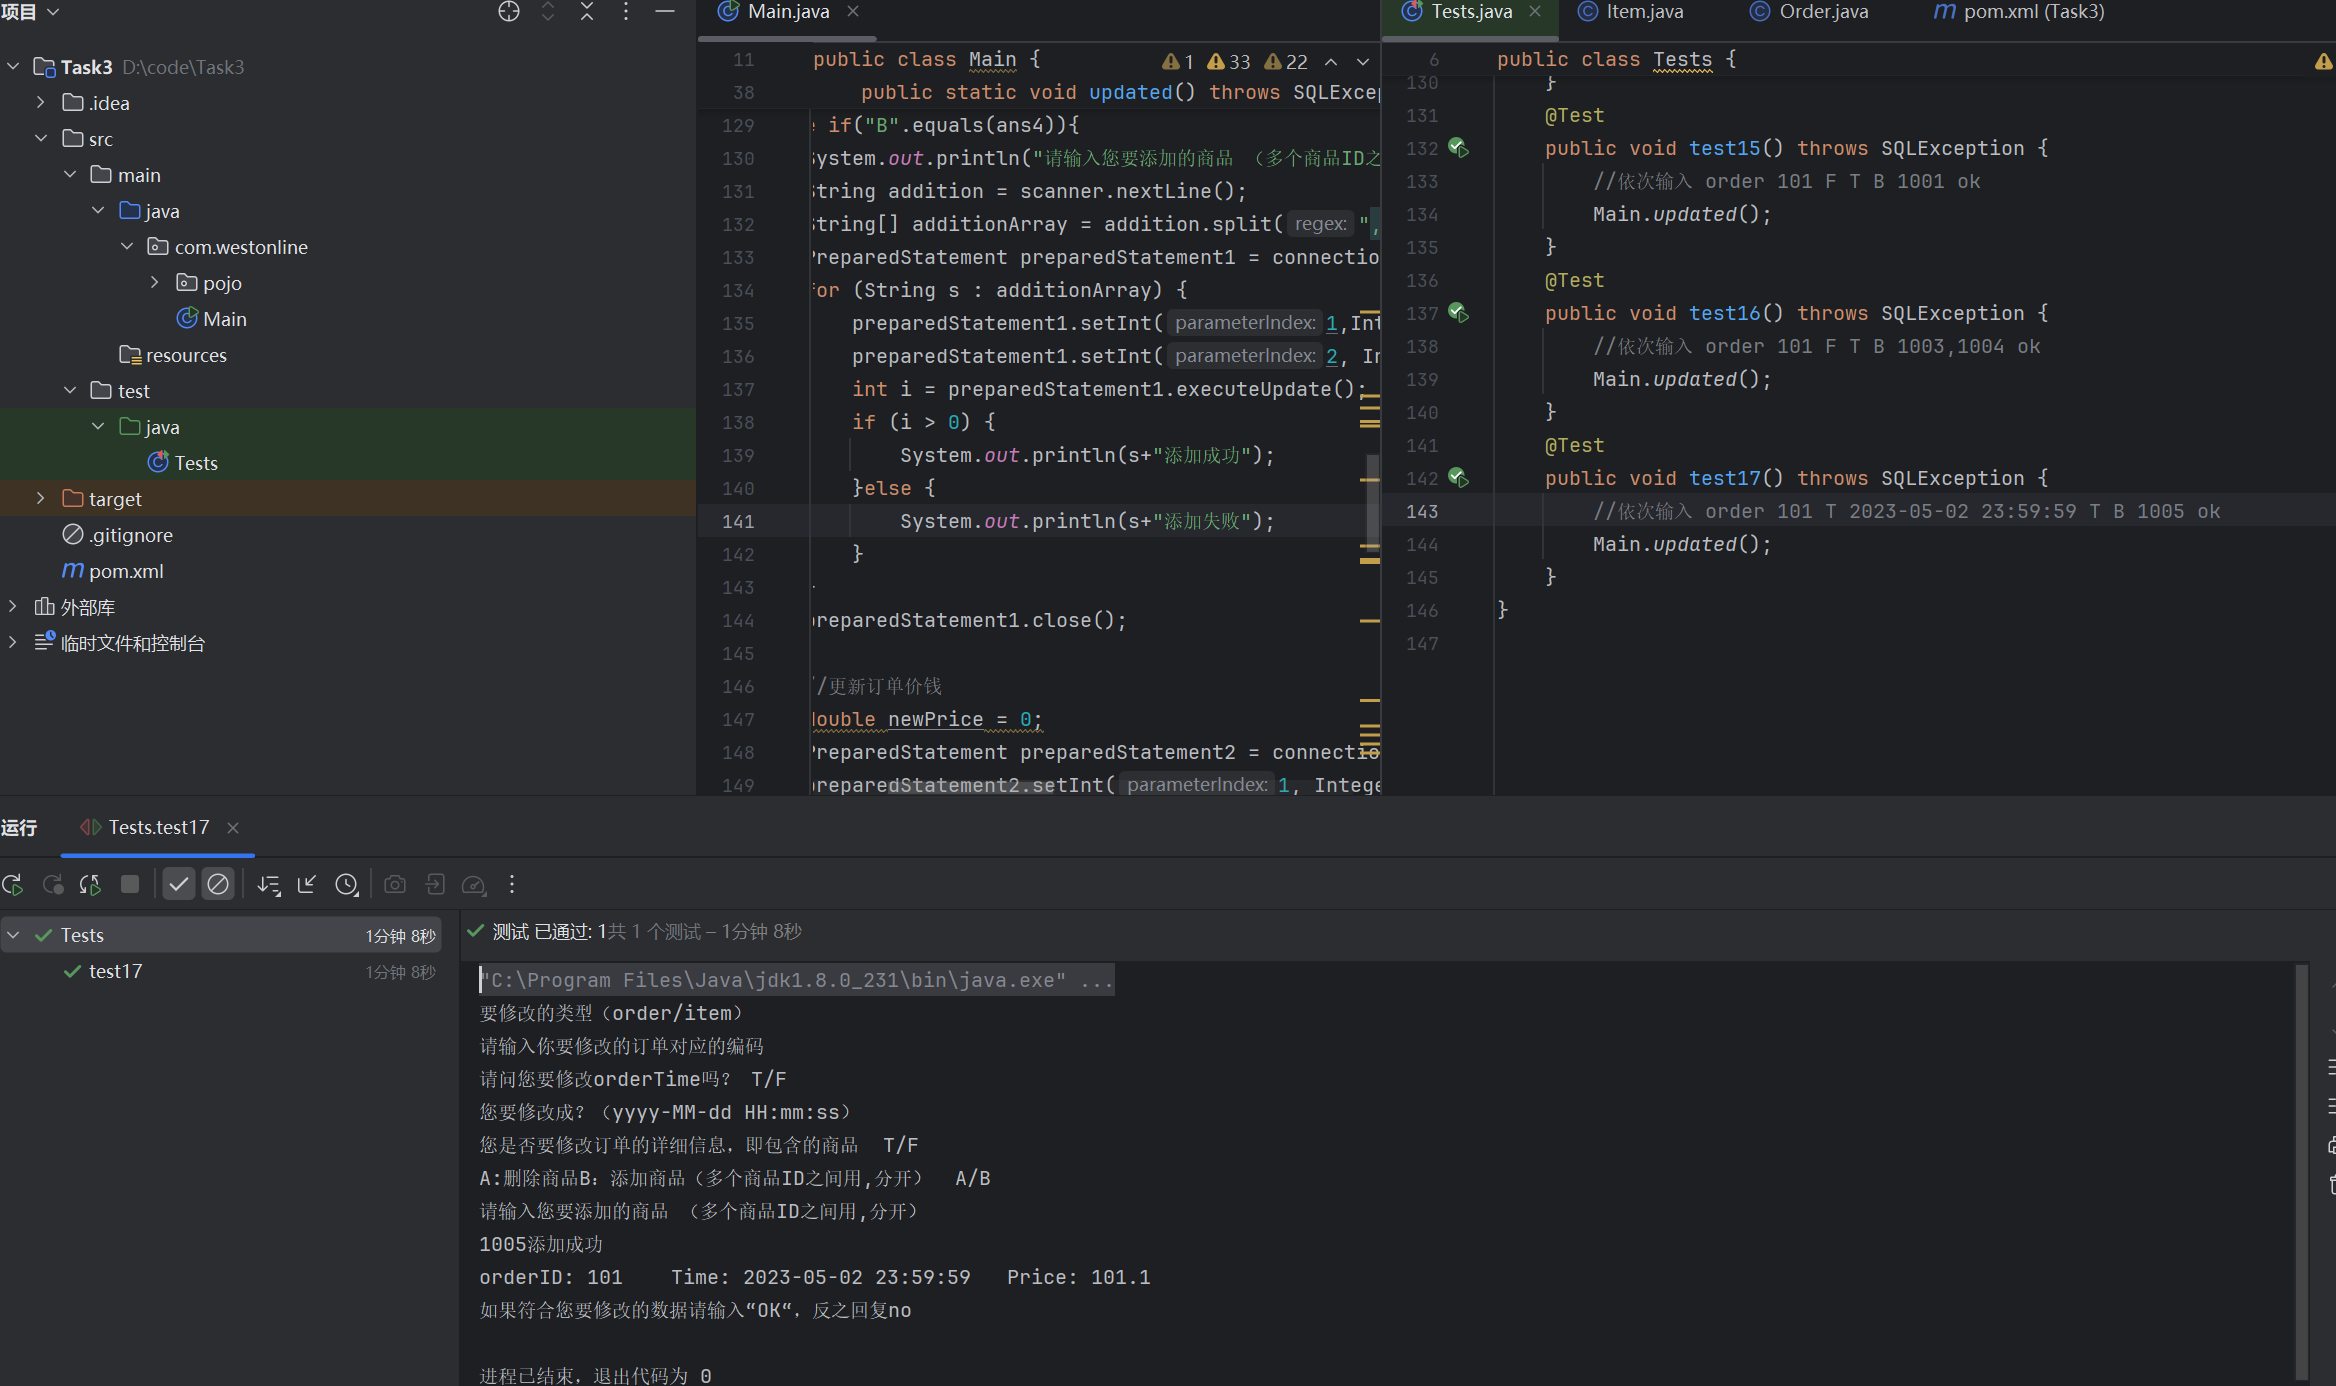 项目
Task3 D:\code\Task3
.idea
src
main
java
com.westonline
pojo
Main
resources
test
java
Tests
target
.gitignore
pom.xml
外部库
临时文件和控制台
Main.java
11 public class Main {
1 33 22
38 public static void updated() throws SQLExcep
129 if("B".equals(ans4)){
130 System.out.println("请输入您要添加的商品 （多个商品ID之
131 String addition = scanner.nextLine();
132 String[] additionArray = addition.split( regex: ",
133 PreparedStatement preparedStatement1 = connectio
134 for (String s : additionArray) {
135 preparedStatement1.setInt( parameterIndex: 1,Int
136 preparedStatement1.setInt( parameterIndex: 2, In
137 int i = preparedStatement1.executeUpdate();
138 if (i > 0) {
139 System.out.println(s+"添加成功");
140 }else {
141 System.out.println(s+"添加失败");
142 }
143
144 preparedStatement1.close();
145
146 /更新订单价钱
147 double newPrice = 0;
148 PreparedStatement preparedStatement2 = connectio
149 preparedStatement2.setInt( parameterIndex: 1, Intege
Tests.java Item.java Order.java pom.xml (Task3)
6 public class Tests {
130 }
131 @Test
132 public void test15() throws SQLException {
133 //依次输入 order 101 F T B 1001 ok
134 Main.updated();
135 }
136 @Test
137 public void test16() throws SQLException {
138 //依次输入 order 101 F T B 1003,1004 ok
139 Main.updated();
140 }
141 @Test
142 public void test17() throws SQLException {
143 //依次输入 order 101 T 2023-05-02 23:59:59 T B 1005 ok
144 Main.updated();
145 }
146 }
147
运行 Tests.test17
Tests 1分钟 8秒
test17 1分钟 8秒
测试 已通过: 1共 1 个测试 – 1分钟 8秒
"C:\Program Files\Java\jdk1.8.0_231\bin\java.exe" ...
要修改的类型（order/item）
请输入你要修改的订单对应的编码
请问您要修改orderTime吗？ T/F
您要修改成？（yyyy-MM-dd HH:mm:ss）
您是否要修改订单的详细信息，即包含的商品 T/F
A:删除商品B：添加商品（多个商品ID之间用,分开） A/B
请输入您要添加的商品 （多个商品ID之间用,分开）
1005添加成功
orderID: 101 Time: 2023-05-02 23:59:59 Price: 101.1
如果符合您要修改的数据请输入“OK“，反之回复no
进程已结束，退出代码为 0